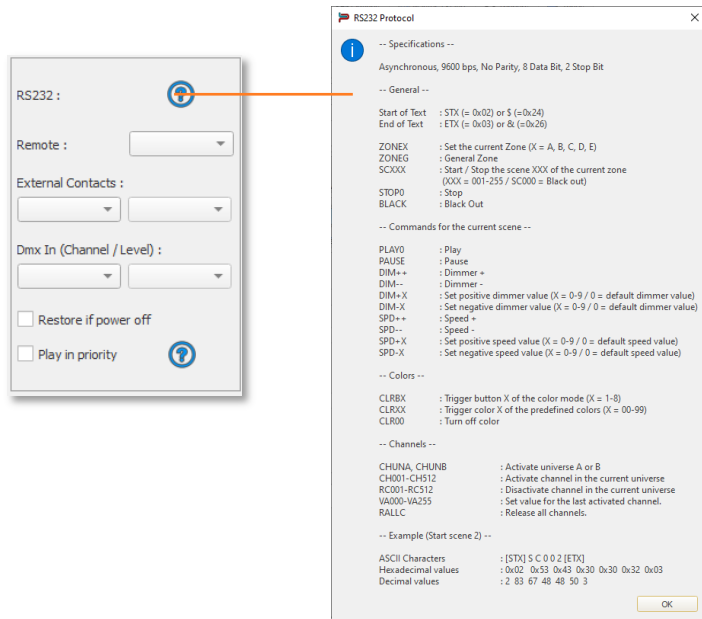 RS232 :
Remote :
External Contacts :
Dmx In (Channel / Level) :
Restore if power off
Play in priority
RS232 Protocol
-- Specifications --
Asynchronous, 9600 bps, No Parity, 8 Data Bit, 2 Stop Bit
-- General --
Start of Text : STX (= 0x02) or $ (=0x24)
End of Text : ETX (= 0x03) or & (=0x26)
ZONEX : Set the current Zone (X = A, B, C, D, E)
ZONEG : General Zone
SCXXX : Start / Stop the scene XXX of the current zone
(XXX = 001-255 / SC000 = Black out)
STOP0 : Stop
BLACK : Black Out
-- Commands for the current scene --
PLAY0 : Play
PAUSE : Pause
DIM++ : Dimmer +
DIM-- : Dimmer -
DIM+X : Set positive dimmer value (X = 0-9 / 0 = default dimmer value)
DIM-X : Set negative dimmer value (X = 0-9 / 0 = default dimmer value)
SPD++ : Speed +
SPD-- : Speed -
SPD+X : Set positive speed value (X = 0-9 / 0 = default speed value)
SPD-X : Set negative speed value (X = 0-9 / 0 = default speed value)
-- Colors --
CLRBX : Trigger button X of the color mode (X = 1-8)
CLRXX : Trigger color X of the predefined colors (X = 00-99)
CLR00 : Turn off color
-- Channels --
CHUNA, CHUNB : Activate universe A or B
CH001-CH512 : Activate channel in the current universe
RC001-RC512 : Disactivate channel in the current universe
VA000-VA255 : Set value for the last activated channel.
RALLC : Release all channels.
-- Example (Start scene 2) --
ASCII Characters : [STX] S C 0 0 2 [ETX]
Hexadecimal values : 0x02 0x53 0x43 0x30 0x30 0x32 0x03
Decimal values : 2 83 67 48 48 50 3
OK